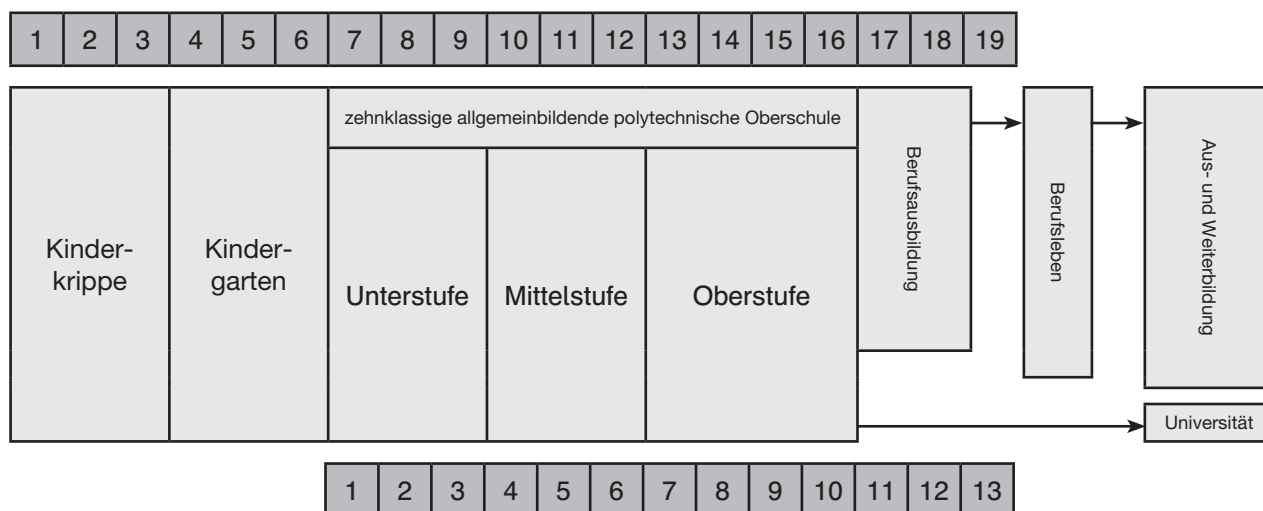 1 2 3 4 5 6 7 8 9 10 11 12 13 14 15 16 17 18 19
zehnklassige allgemeinbildende polytechnische Oberschule
Kinder-
krippe
Kinder-
garten
Unterstufe
Mittelstufe
Oberstufe
Berufsausbildung
Berufsleben
Aus- und Weiterbildung
Universität
1 2 3 4 5 6 7 8 9 10 11 12 13